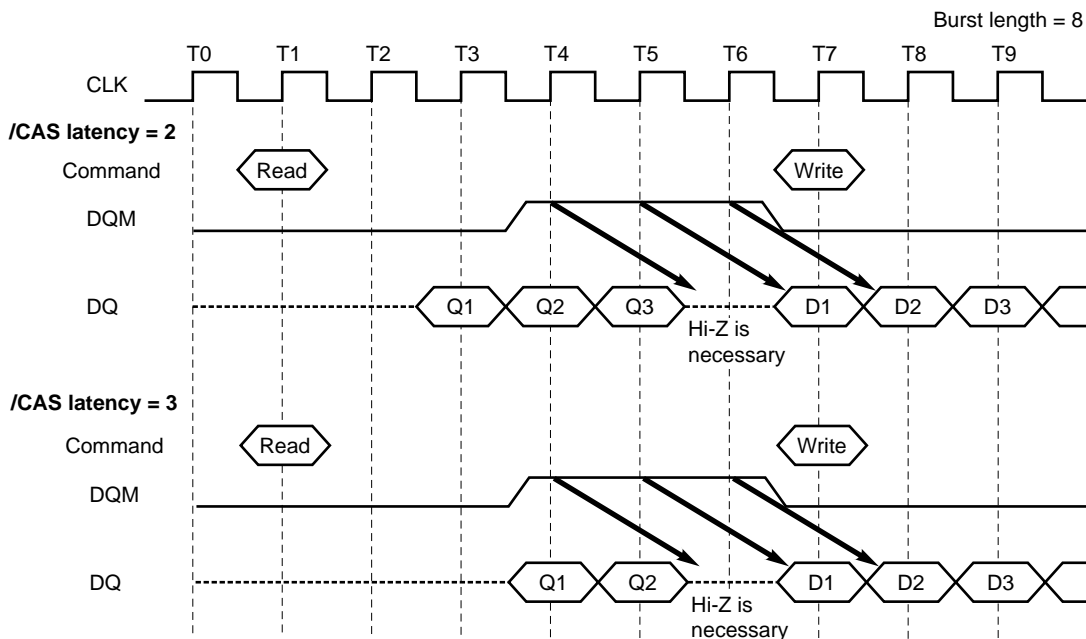 Burst length = 8
T0 T1 T2 T3 T4 T5 T6 T7 T8 T9
CLK
/CAS latency = 2
Command Read Write
DQM
DQ Q1 Q2 Q3 D1 D2 D3
Hi-Z is
necessary
/CAS latency = 3
Command Read Write
DQM
DQ Q1 Q2 D1 D2 D3
Hi-Z is
necessary